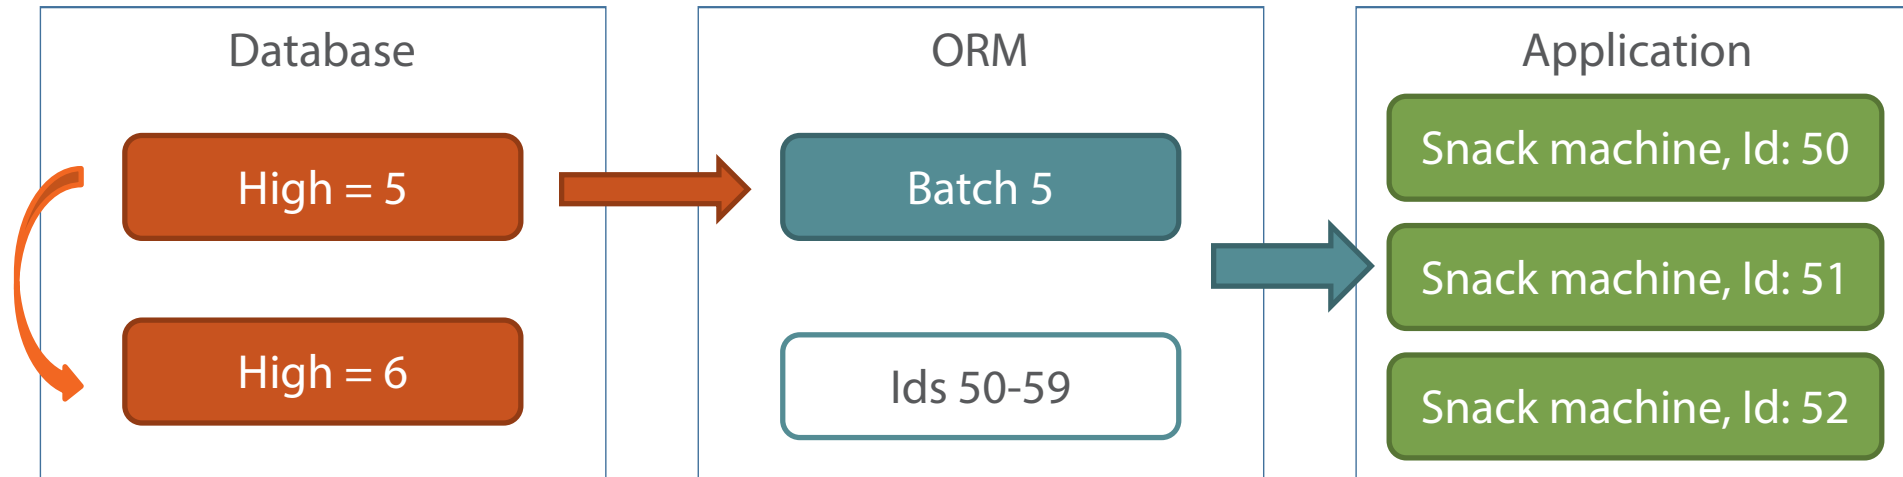 Database
High = 5
High = 6
ORM
Batch 5
Ids 50-59
Application
Snack machine, Id: 50
Snack machine, Id: 51
Snack machine, Id: 52